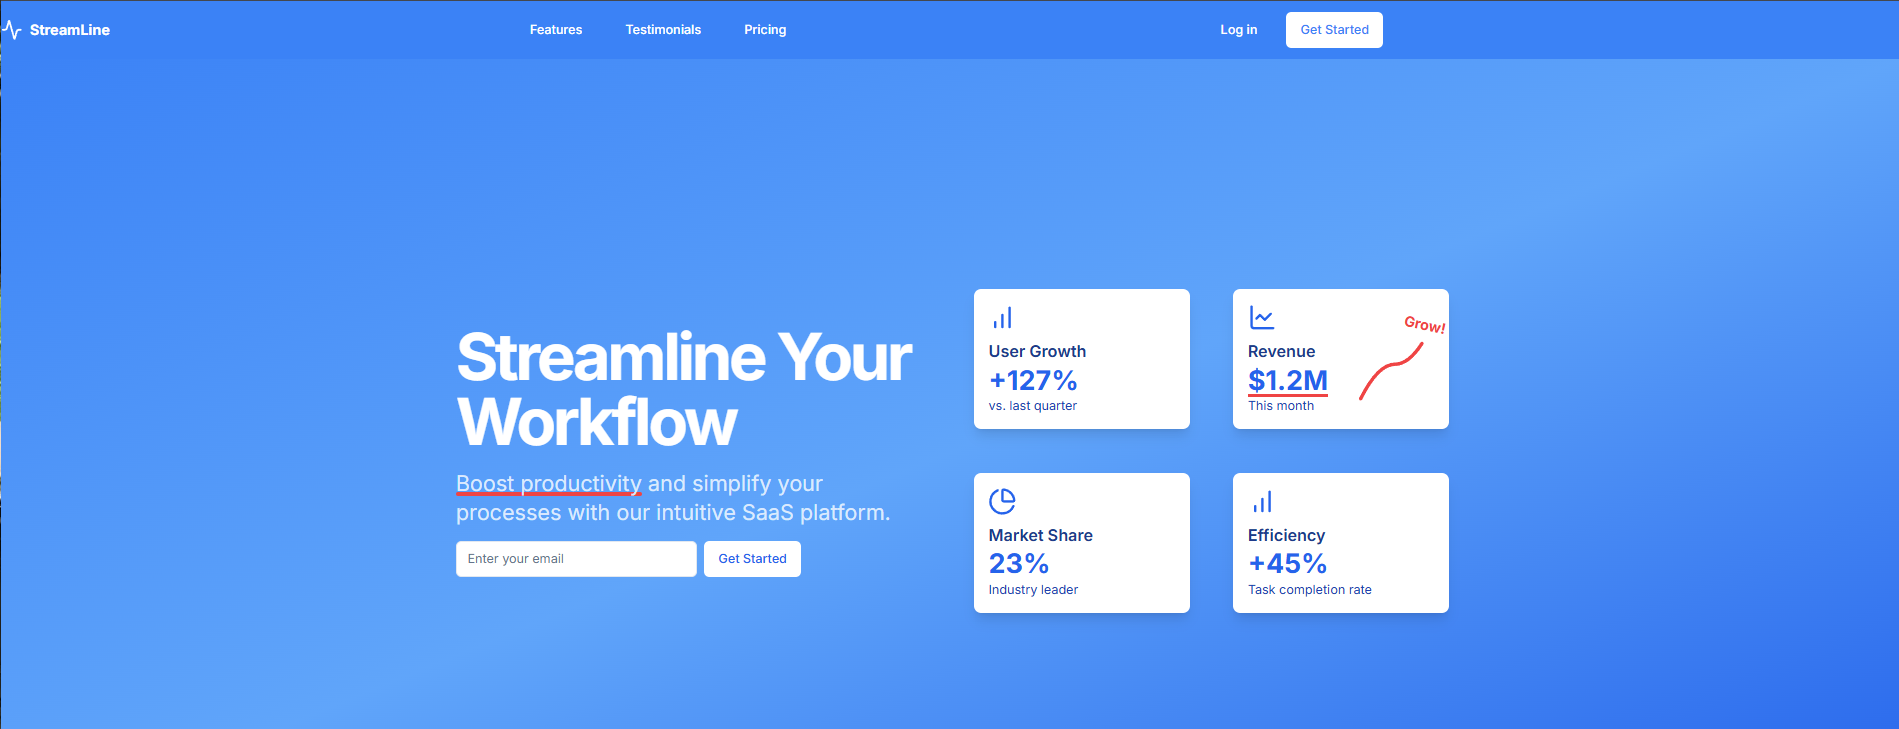 StreamLine
Features
Testimonials
Pricing
Log in
Get Started
Streamline Your
Workflow
Boost productivity and simplify your
processes with our intuitive SaaS platform.
Enter your email
Get Started
User Growth
+127%
vs. last quarter
Revenue
$1.2M
This month
Grow!
Market Share
23%
Industry leader
Efficiency
+45%
Task completion rate